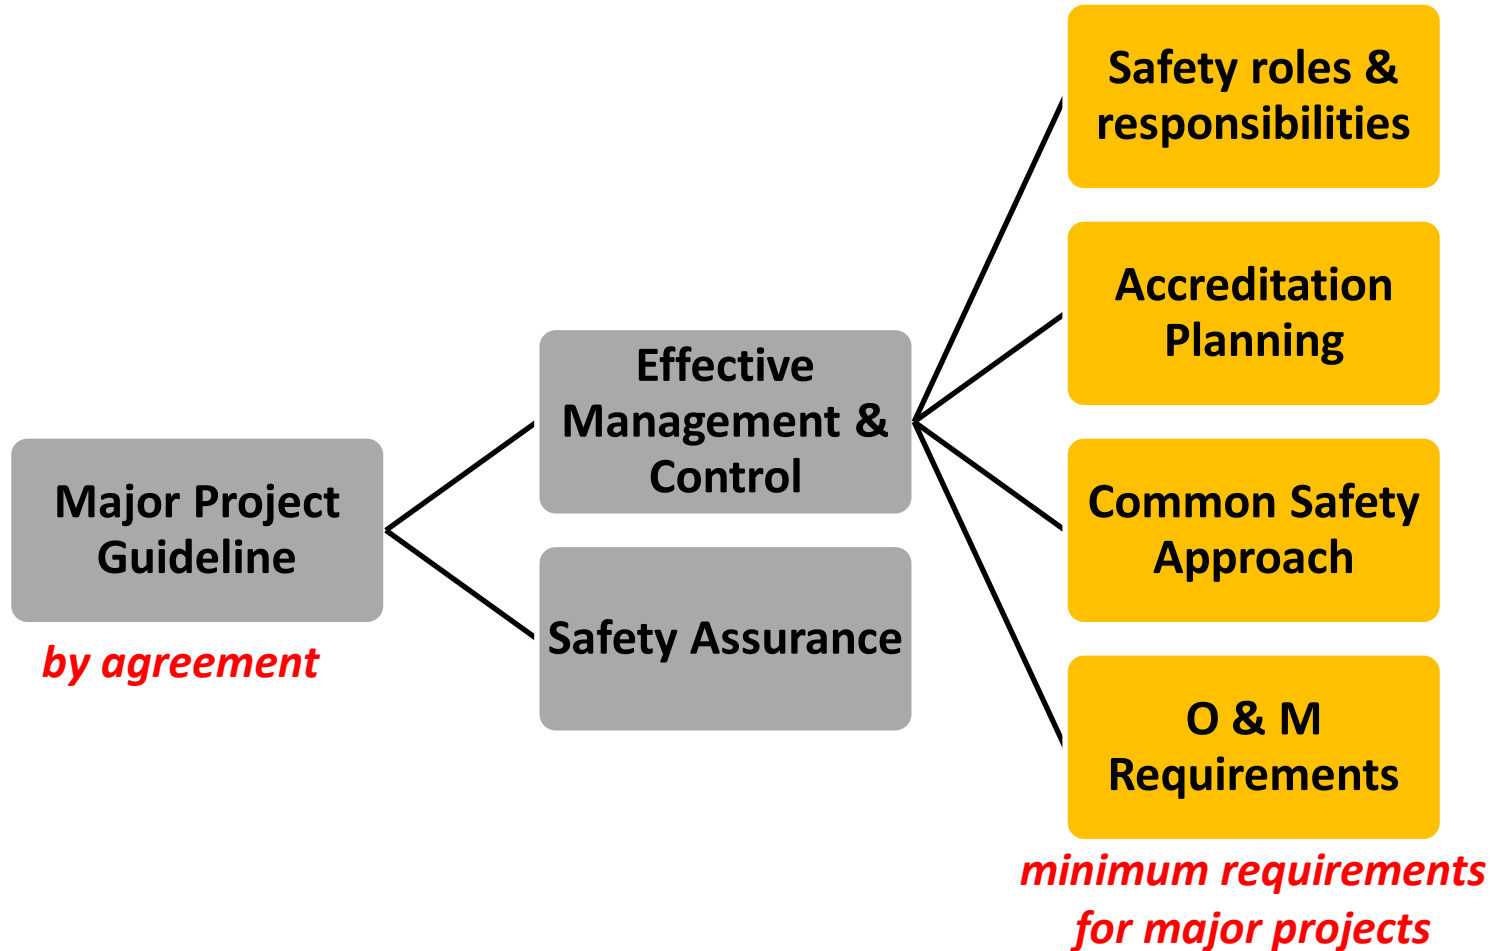 Major Project
Guideline
by agreement
Effective
Management &
Control
Safety Assurance
Safety roles &
responsibilities
Accreditation
Planning
Common Safety
Approach
O & M
Requirements
minimum requirements
for major projects